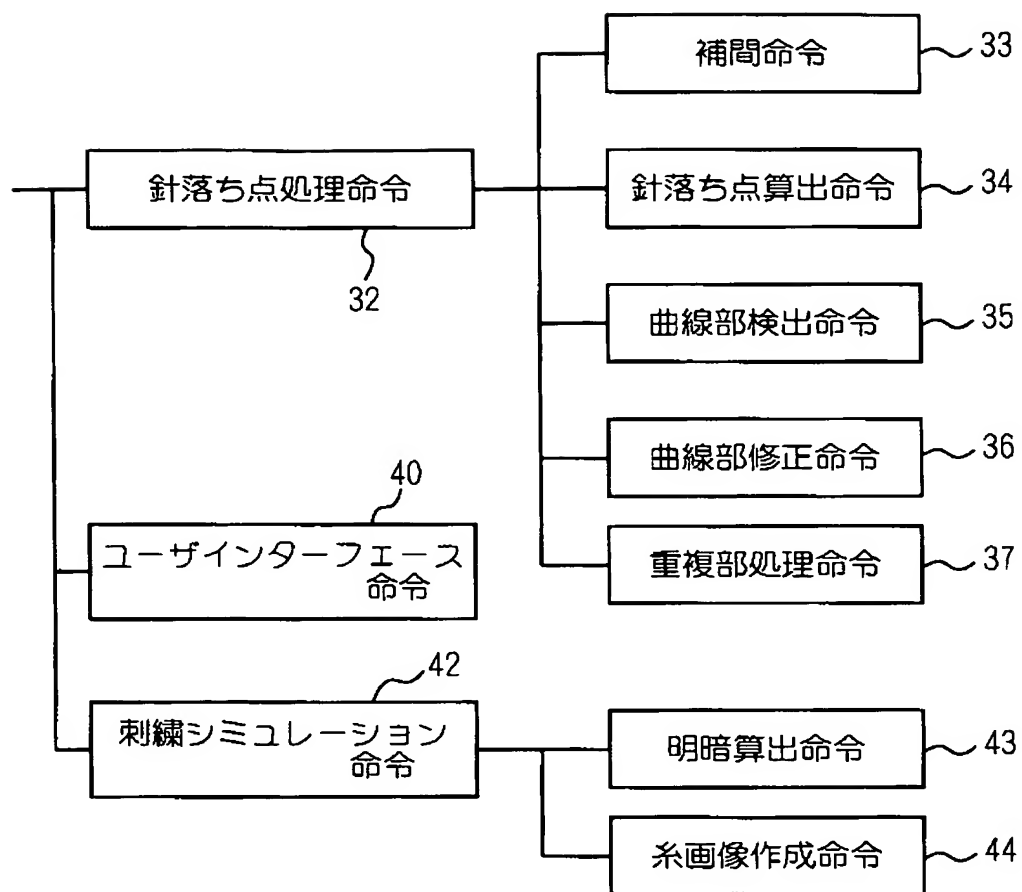 補間命令
33
針落ち点処理命令
32
針落ち点算出命令
34
曲線部検出命令
35
曲線部修正命令
36
重複部処理命令
37
40
ユーザインターフェース
命令
42
刺繍シミュレーション
命令
明暗算出命令
43
糸画像作成命令
44